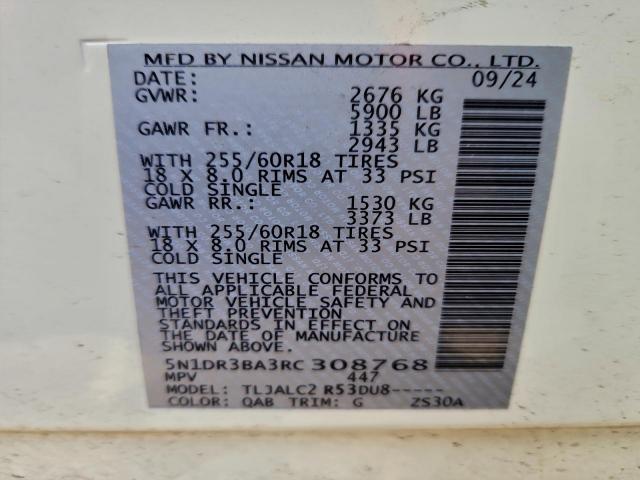 MFD BY NISSAN MOTOR CO., LTD.
DATE: 09/24
GVWR: 2676 KG
5900 LB
GAWR FR.: 1335 KG
2943 LB
WITH 255/60R18 TIRES
18 X 8.0 RIMS AT 33 PSI
COLD SINGLE
GAWR RR.: 1530 KG
3373 LB
WITH 255/60R18 TIRES
18 X 8.0 RIMS AT 33 PSI
COLD SINGLE
THIS VEHICLE CONFORMS TO
ALL APPLICABLE FEDERAL
MOTOR VEHICLE SAFETY AND
THEFT PREVENTION
STANDARDS IN EFFECT ON
THE DATE OF MANUFACTURE
SHOWN ABOVE.
5N1DR3BA3RC308768
MPV 447
MODEL: TLJALC2 R53DU8-----
COLOR: QAB TRIM: G ZS30A